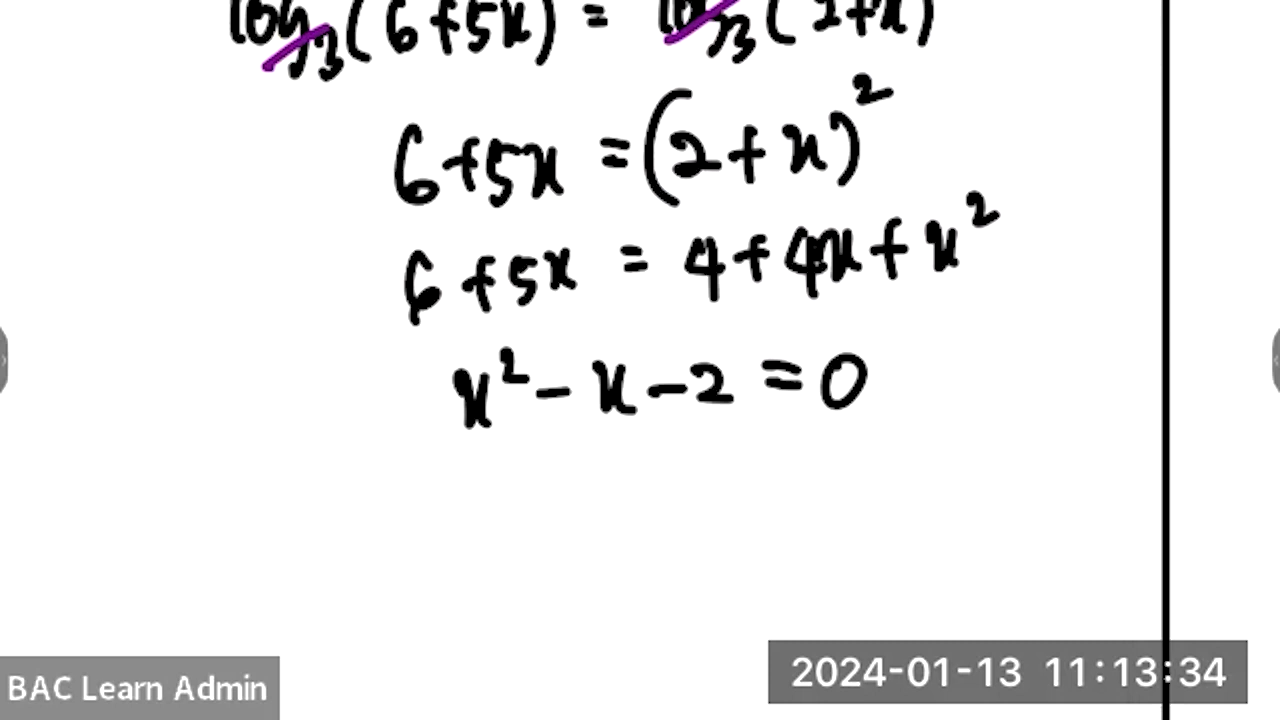 log₃(6+5x) = log₃(2+x)
6+5x = (2+x)²
6+5x = 4+4x+x²
x²-x-2 = 0
BAC Learn Admin
2024-01-13 11:13:34